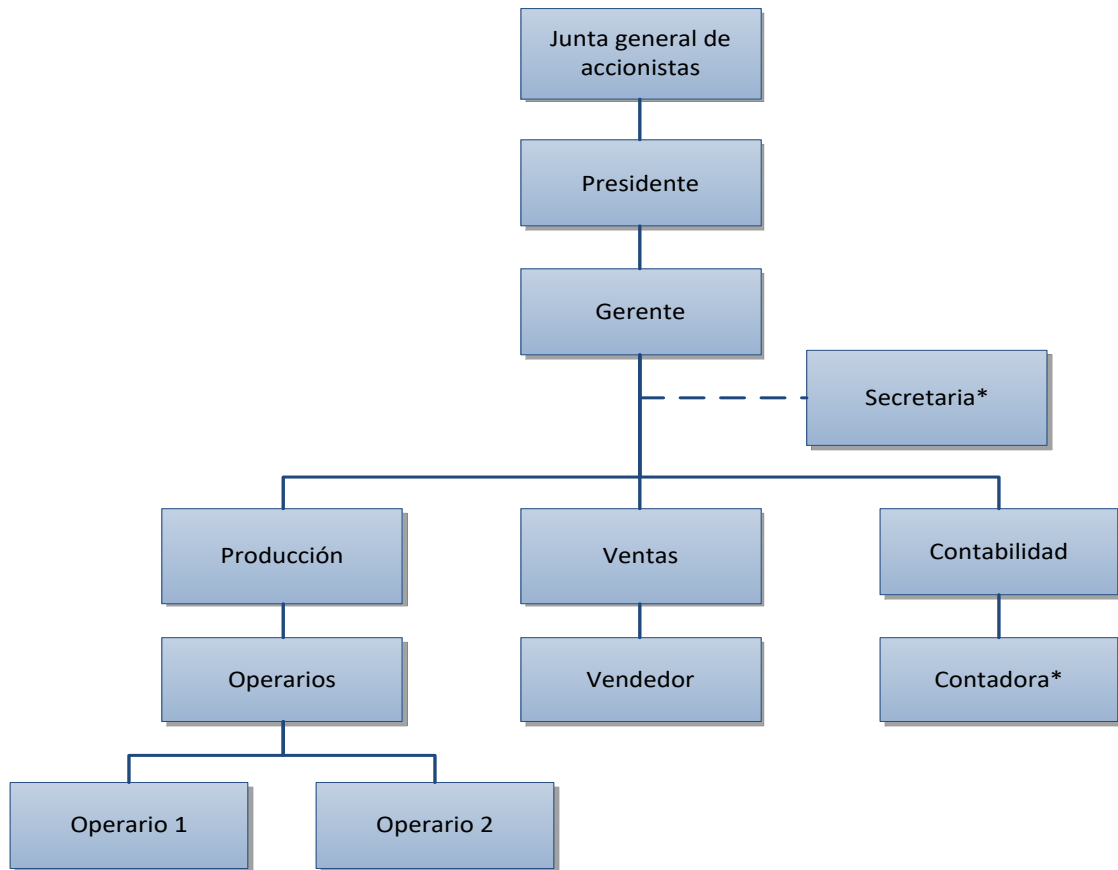 Junta general de
accionistas
Presidente
Gerente
Secretaria*
Producción
Ventas
Contabilidad
Operarios
Vendedor
Contadora*
Operario 1
Operario 2